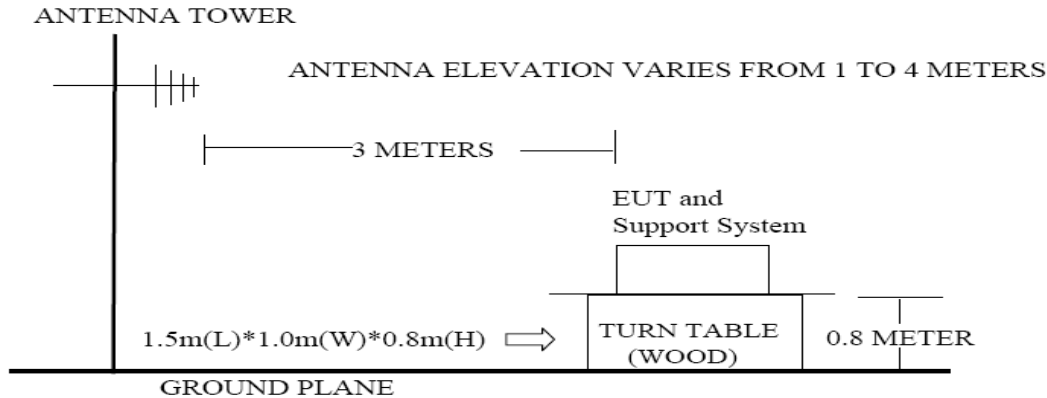 ANTENNA TOWER
ANTENNA ELEVATION VARIES FROM 1 TO 4 METERS
3 METERS
EUT and
Support System
1.5m(L)*1.0m(W)*0.8m(H)
TURN TABLE
(WOOD)
0.8 METER
GROUND PLANE